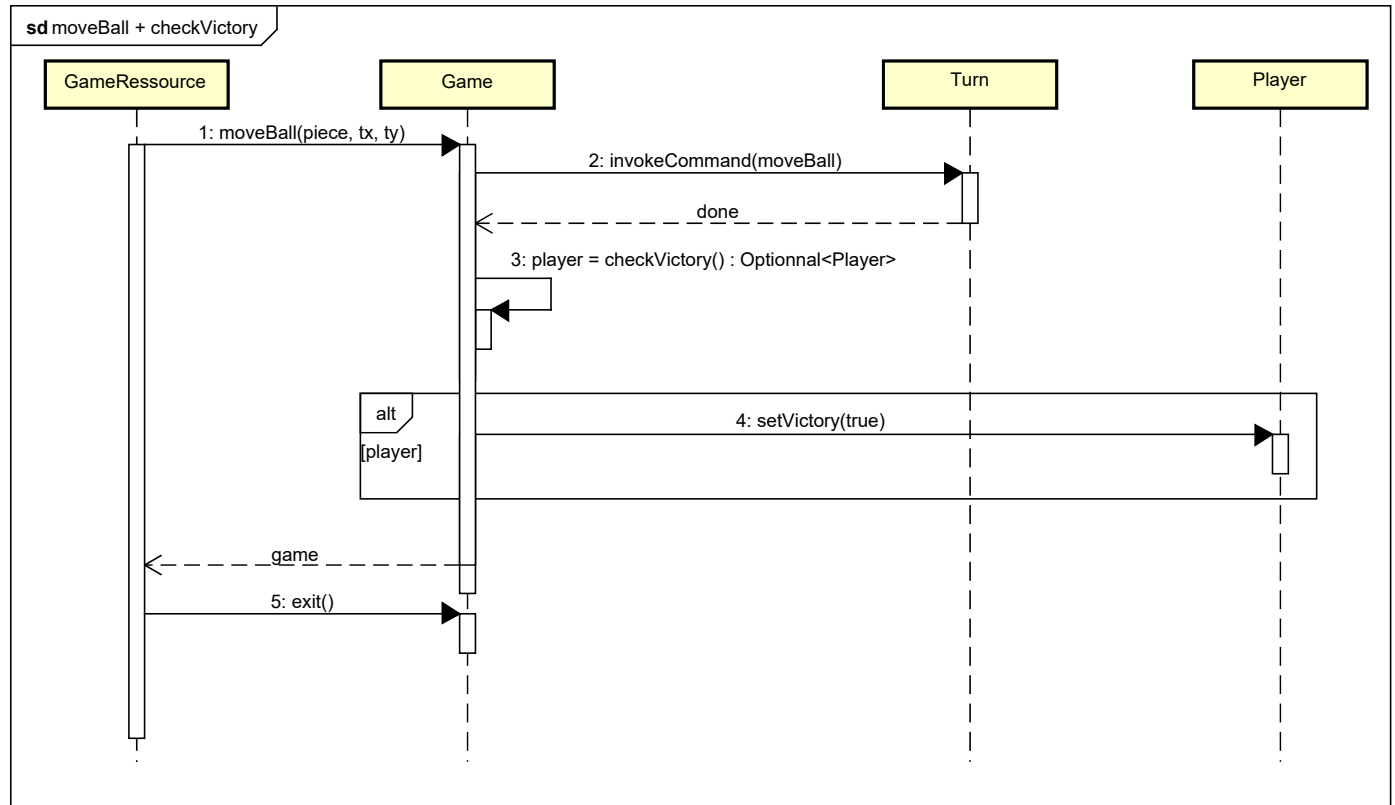 sd moveBall + checkVictory
GameRessource
Game
Turn
Player
1: moveBall(piece, tx, ty)
2: invokeCommand(moveBall)
done
3: player = checkVictory() : Optionnal<Player>
alt
4: setVictory(true)
[player]
game
5: exit()